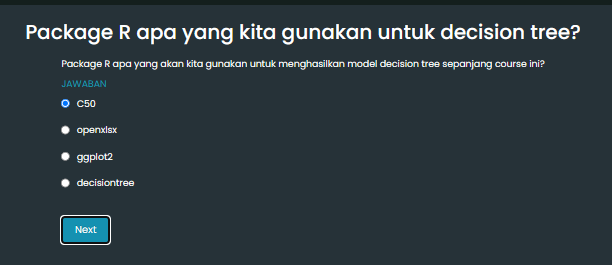 Package R apa yang kita gunakan untuk decision tree?
Package R apa yang akan kita gunakan untuk menghasilkan model decision tree sepanjang course ini?
JAWABAN
C50
openxlsx
ggplot2
decisiontree
Next